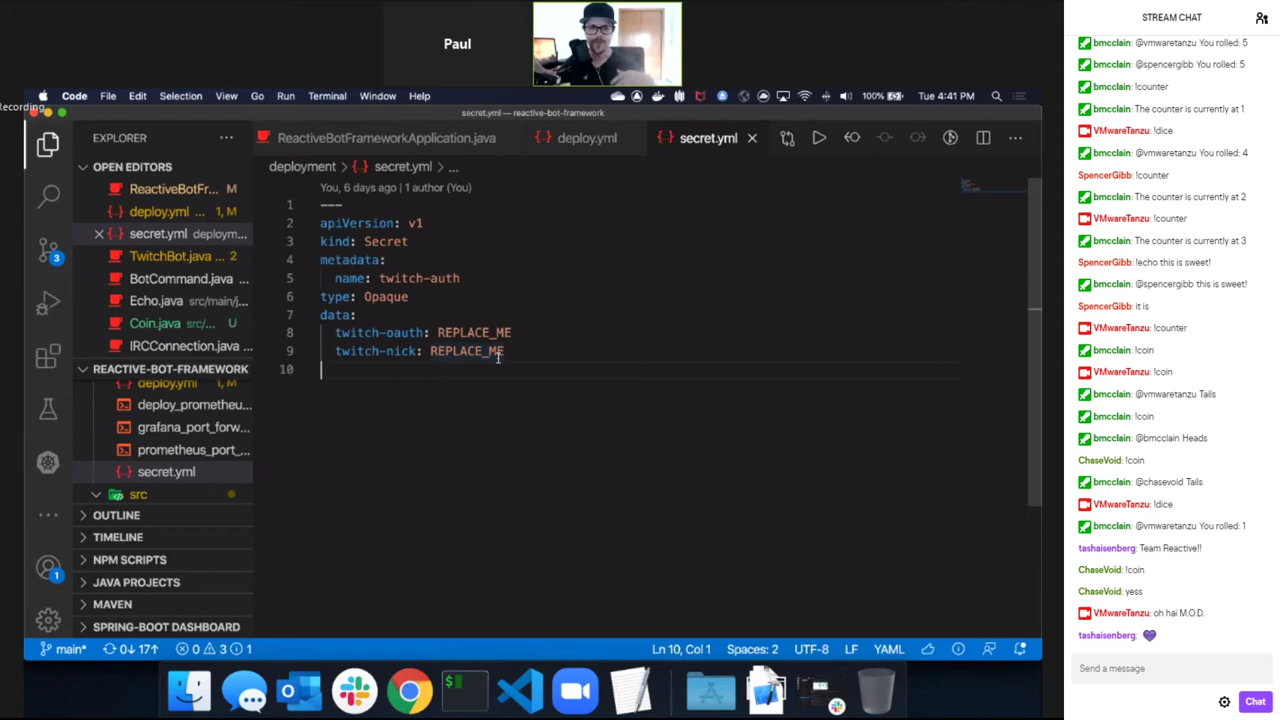 Paul
STREAM CHAT
Recording
Code File Edit Selection View Go Run Terminal Window Help
100% Tue 4:41 PM
secret.yml — reactive-bot-framework
EXPLORER
ReactiveBotFrameworkApplication.java
deploy.yml
secret.yml
deployment > secret.yml > ...
OPEN EDITORS
ReactiveBotFr... M
deploy.yml ... 1, M
secret.yml deploym...
TwitchBot.java ... 2
BotCommand.java ...
Echo.java src/main/j...
Coin.java src/... U
IRCConnection.java ...
REACTIVE-BOT-FRAMEWORK
deploy.yml 1, M
deploy_prometheu...
grafana_port_forw...
prometheus_port_...
secret.yml
src
OUTLINE
TIMELINE
NPM SCRIPTS
JAVA PROJECTS
MAVEN
SPRING-BOOT DASHBOARD
3
1
You, 6 days ago | 1 author (You)
1 ---
2 apiVersion: v1
3 kind: Secret
4 metadata:
5 name: twitch-auth
6 type: Opaque
7 data:
8 twitch-oauth: REPLACE_ME
9 twitch-nick: REPLACE_ME
10
main* 0↓ 17↑ 0 3 1
Ln 10, Col 1 Spaces: 2 UTF-8 LF YAML
bmcclain: @vmwaretanzu You rolled: 5
bmcclain: @spencergibb You rolled: 5
bmcclain: !counter
bmcclain: The counter is currently at 1
VMwareTanzu: !dice
bmcclain: @vmwaretanzu You rolled: 4
SpencerGibb: !counter
bmcclain: The counter is currently at 2
VMwareTanzu: !counter
bmcclain: The counter is currently at 3
SpencerGibb: !echo this is sweet!
bmcclain: @spencergibb this is sweet!
SpencerGibb: it is
VMwareTanzu: !counter
bmcclain: !coin
VMwareTanzu: !coin
bmcclain: @vmwaretanzu Tails
bmcclain: !coin
bmcclain: @bmcclain Heads
ChaseVoid: !coin
bmcclain: @chasevoid Tails
VMwareTanzu: !dice
bmcclain: @vmwaretanzu You rolled: 1
tashaisenberg: Team Reactive!!
ChaseVoid: !coin
ChaseVoid: yess
VMwareTanzu: oh hai M.O.D.
tashaisenberg:
Send a message
Chat